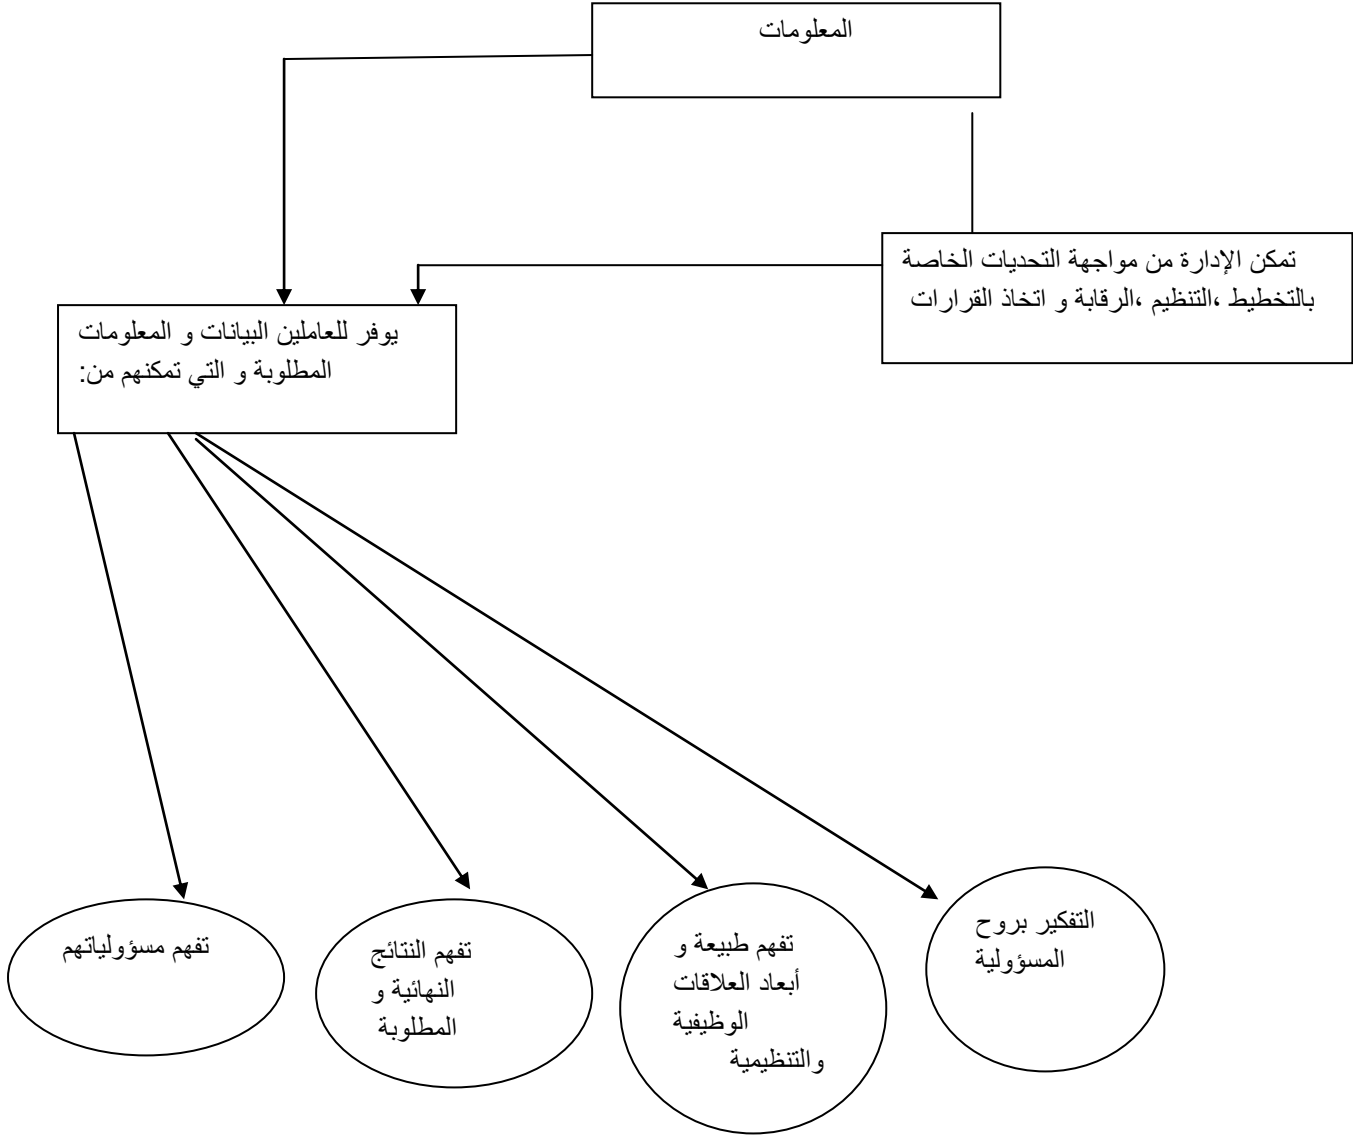 المعلومات
تمكن الإدارة من مواجهة التحديات الخاصة
بالتخطيط ،التنظيم ،الرقابة و اتخاذ القرارات
يوفر للعاملين البيانات و المعلومات
المطلوبة و التي تمكنهم من:
التفكير بروح
المسؤولية
تفهم طبيعة و
أبعاد العلاقات
الوظيفية
والتنظيمية
تفهم النتائج
النهائية و
المطلوبة
تفهم مسؤولياتهم